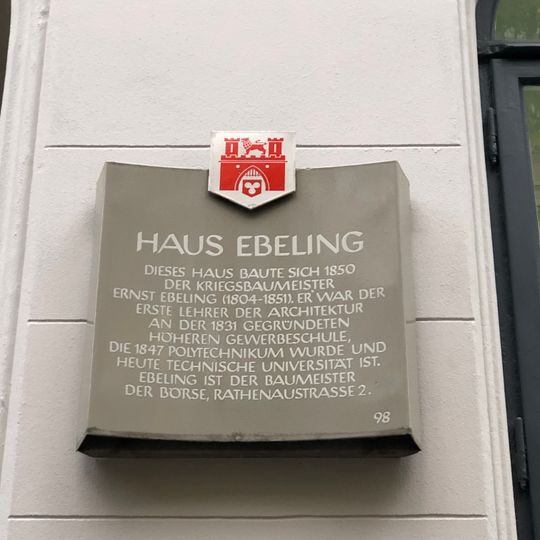 HAUS EBELING
DIESES HAUS BAUTE SICH 1850
DER KRIEGSBAUMEISTER
ERNST EBELING (1804-1851). ER WAR DER
ERSTE LEHRER DER ARCHITEKTUR
AN DER 1831 GEGRÜNDETEN
HÖHEREN GEWERBESCHULE,
DIE 1847 POLYTECHNIKUM WURDE UND
HEUTE TECHNISCHE UNIVERSITÄT IST.
EBELING IST DER BAUMEISTER
DER BÖRSE, RATHENAUSTRASSE 2.
98